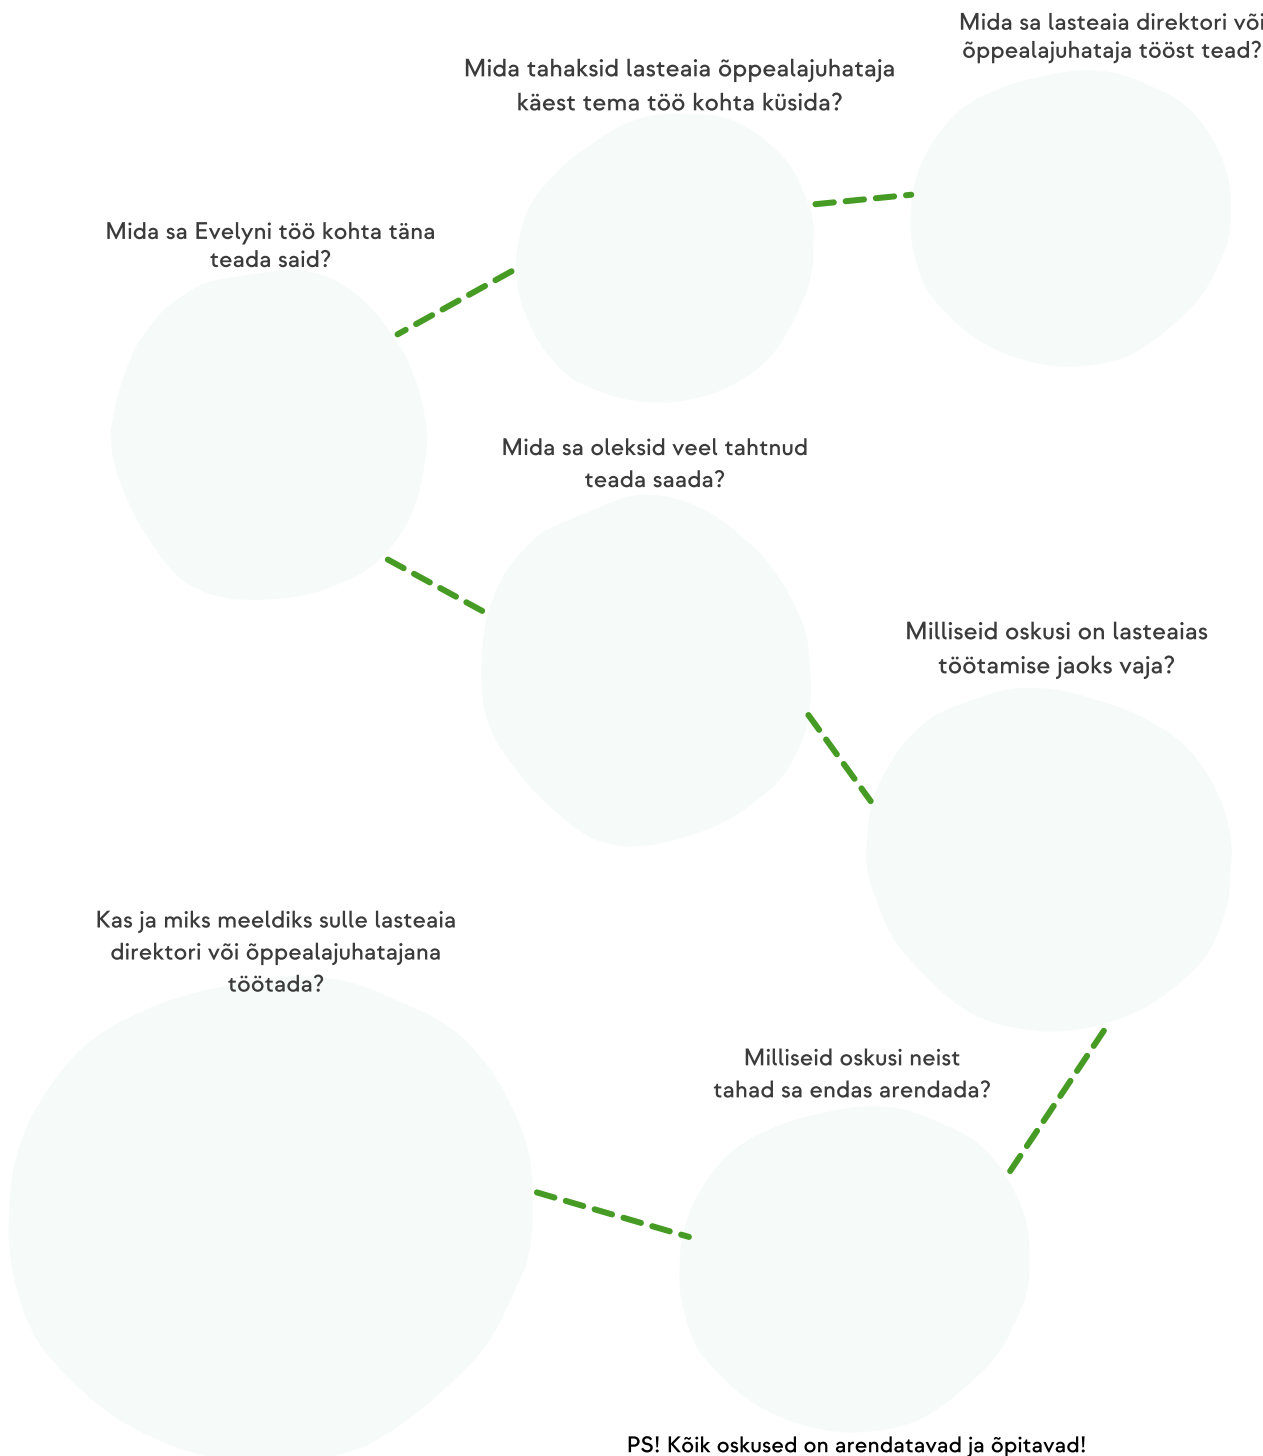 Mida sa lasteaia direktori või
õppealajuhataja tööst tead?
Mida tahaksid lasteaia õppealajuhataja
käest tema töö kohta küsida?
Mida sa Evelyni töö kohta täna
teada said?
Mida sa oleksid veel tahtnud
teada saada?
Milliseid oskusi on lasteaias
töötamise jaoks vaja?
Milliseid oskusi neist
tahad sa endas arendada?
Kas ja miks meeldiks sulle lasteaia
direktori või õppealajuhatajana
töötada?
PS! Kõik oskused on arendatavad ja õpitavad!